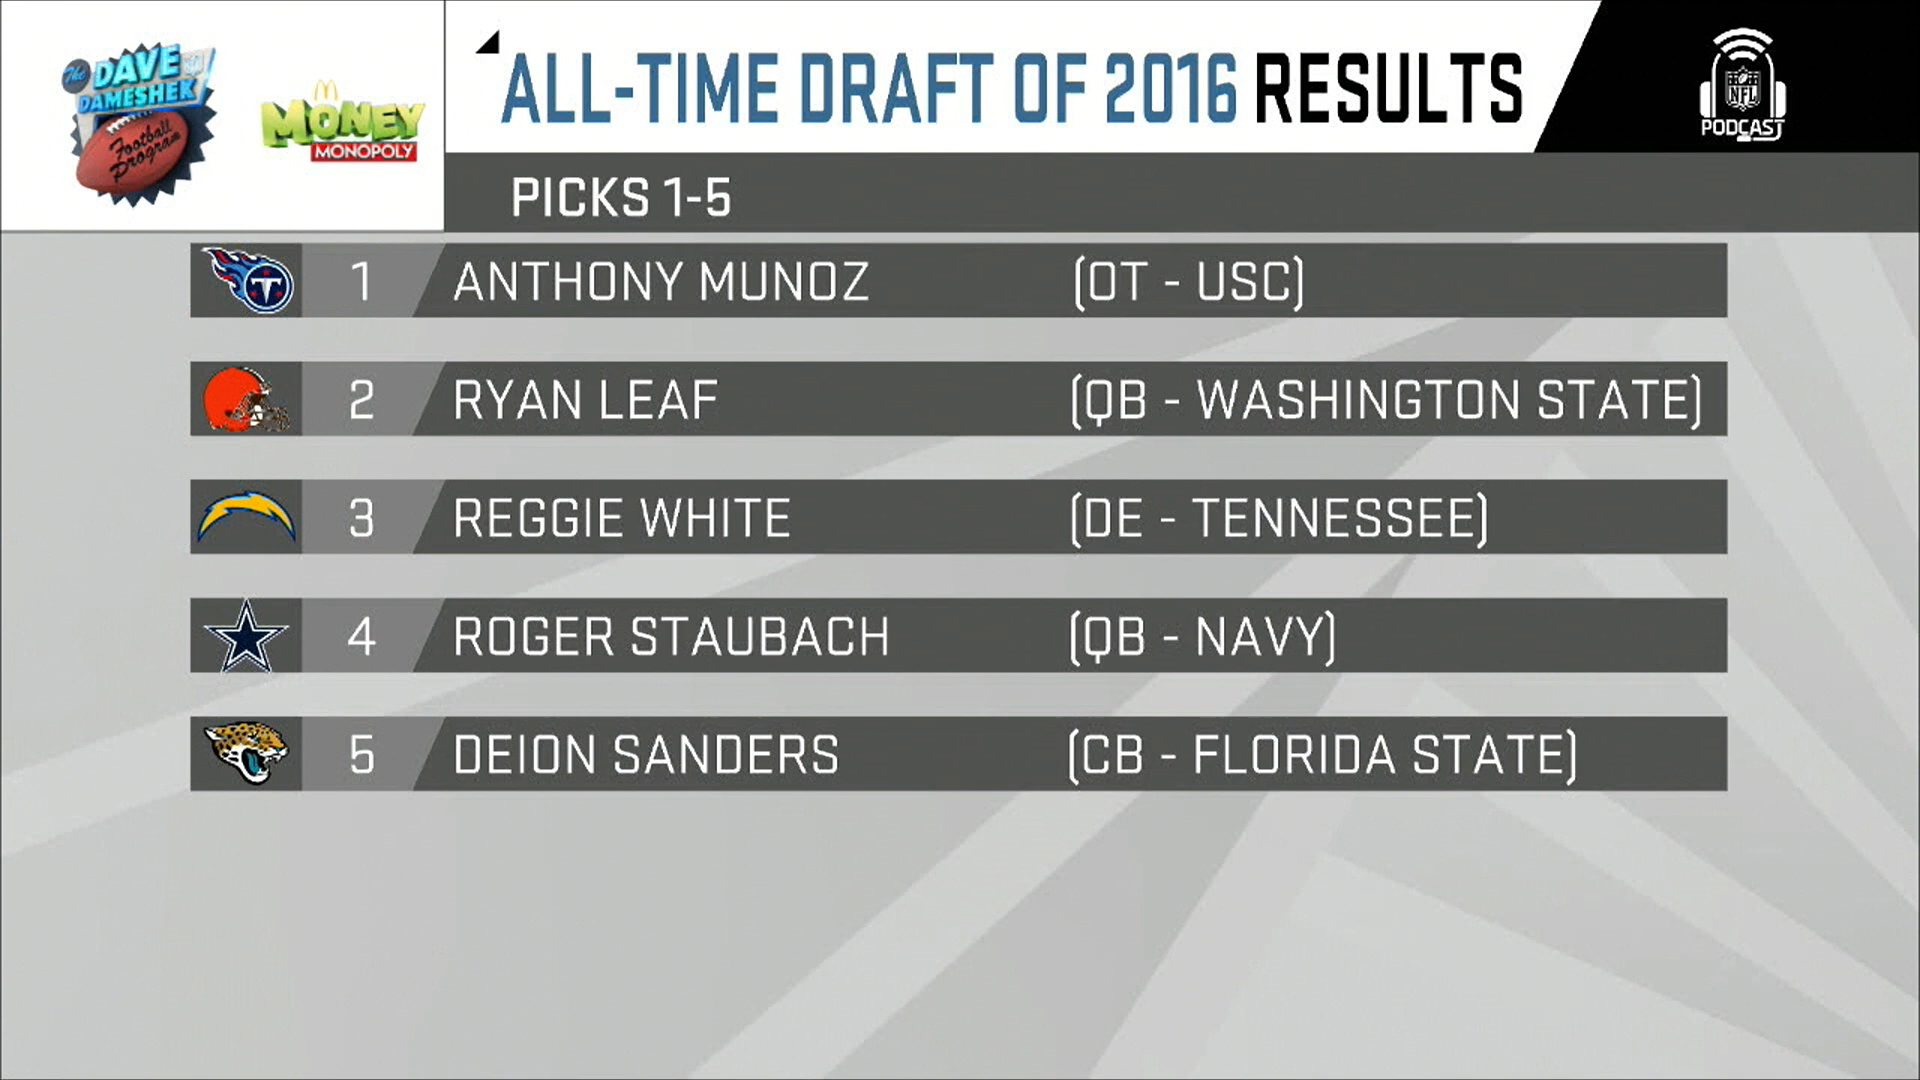 The DAVE
DAMESHEK
Football
Program
MONEY
MONOPOLY
ALL-TIME DRAFT OF 2016 RESULTS
NFL
PODCAST
PICKS 1-5
T 1 ANTHONY MUNOZ (OT - USC)
2 RYAN LEAF (QB - WASHINGTON STATE)
3 REGGIE WHITE (DE - TENNESSEE)
4 ROGER STAUBACH (QB - NAVY)
5 DEION SANDERS (CB - FLORIDA STATE)